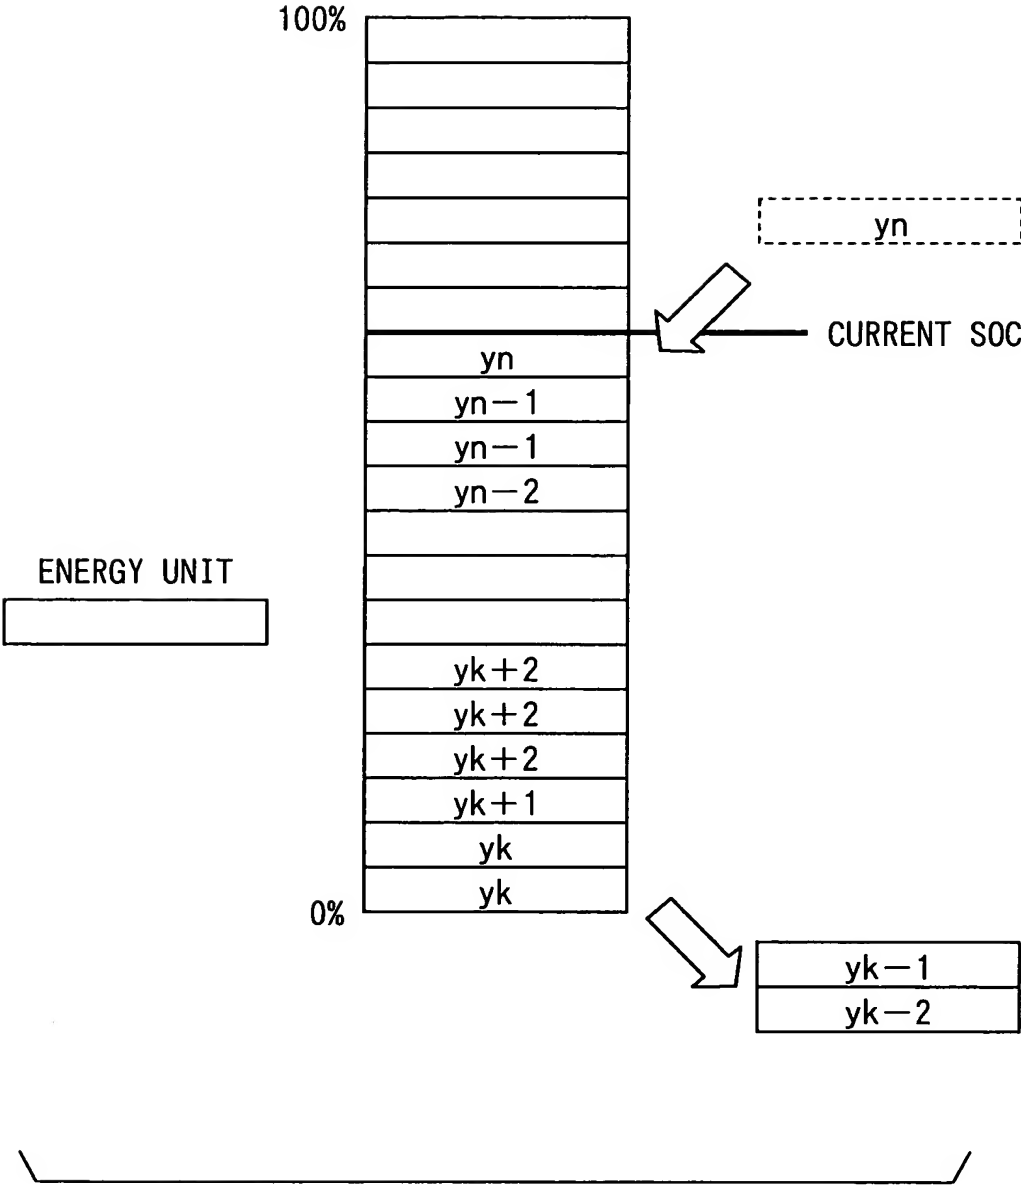 100%
yn
CURRENT SOC
yn
yn−1
yn−1
yn−2
ENERGY UNIT
yk+2
yk+2
yk+2
yk+1
yk
yk
0%
yk−1
yk−2